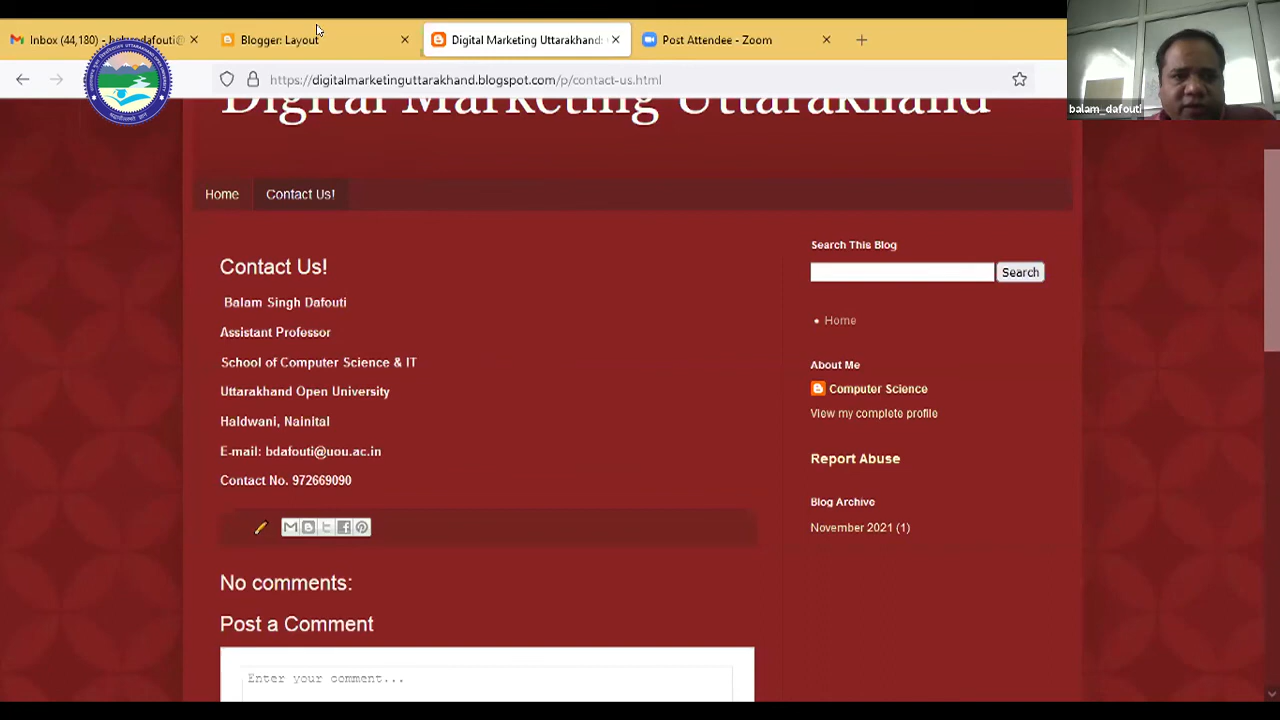 Inbox (44,180) - balamdafouti@
Blogger: Layout
Digital Marketing Uttarakhand:
Post Attendee - Zoom
https://digitalmarketinguttarakhand.blogspot.com/p/contact-us.html
balam_dafouti
Digital Marketing Uttarakhand
Home
Contact Us!
Contact Us!
Balam Singh Dafouti
Assistant Professor
School of Computer Science & IT
Uttarakhand Open University
Haldwani, Nainital
E-mail: bdafouti@uou.ac.in
Contact No. 972669090
No comments:
Post a Comment
Enter your comment...
Search This Blog
Search
Home
About Me
Computer Science
View my complete profile
Report Abuse
Blog Archive
November 2021 (1)